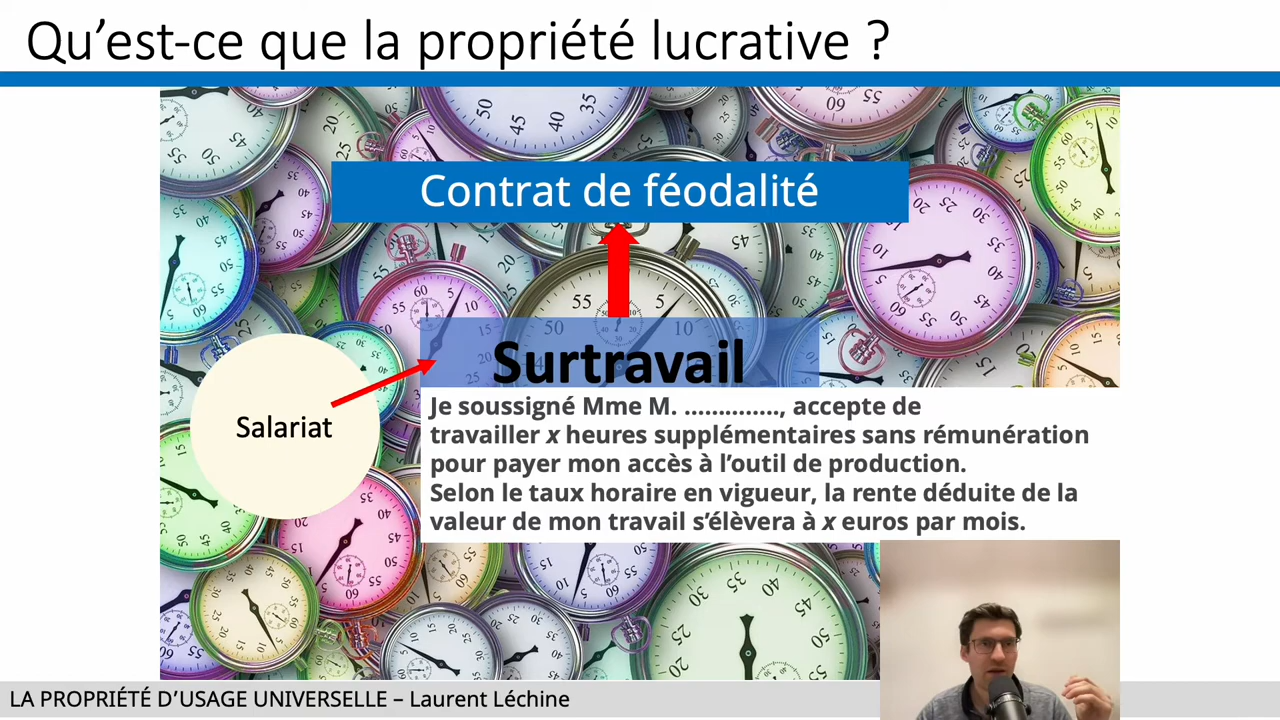 Qu’est-ce que la propriété lucrative ?
Contrat de féodalité
Surtravail
Salariat
Je soussigné Mme M. .............., accepte de
travailler x heures supplémentaires sans rémunération
pour payer mon accès à l’outil de production.
Selon le taux horaire en vigueur, la rente déduite de la
valeur de mon travail s’élèvera à x euros par mois.
LA PROPRIÉTÉ D’USAGE UNIVERSELLE – Laurent Léchine